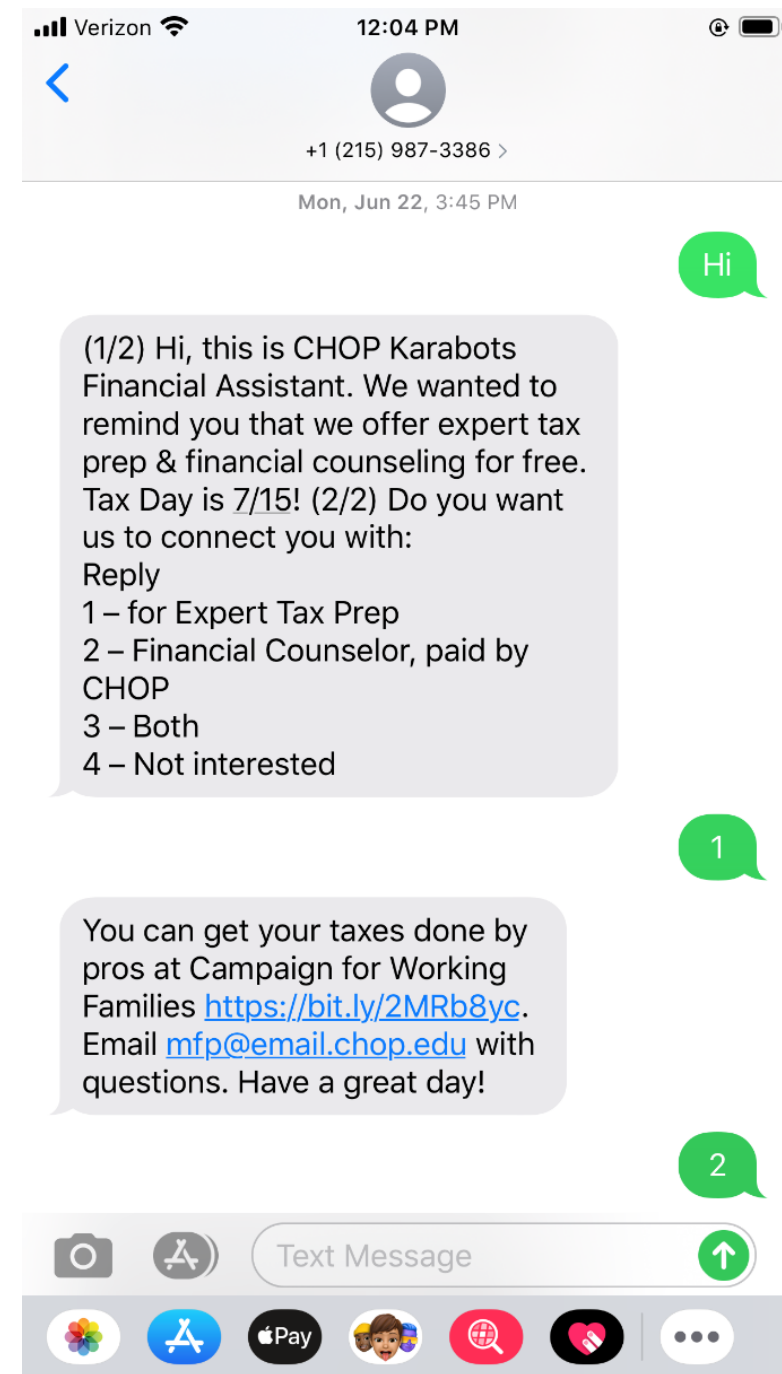 Verizon 12:04 PM
+1 (215) 987-3386 >
Mon, Jun 22, 3:45 PM
Hi
(1/2) Hi, this is CHOP Karabots
Financial Assistant. We wanted to
remind you that we offer expert tax
prep & financial counseling for free.
Tax Day is 7/15! (2/2) Do you want
us to connect you with:
Reply
1 – for Expert Tax Prep
2 – Financial Counselor, paid by
CHOP
3 – Both
4 – Not interested
1
You can get your taxes done by
pros at Campaign for Working
Families https://bit.ly/2MRb8yc.
Email mfp@email.chop.edu with
questions. Have a great day!
2
Text Message
Pay